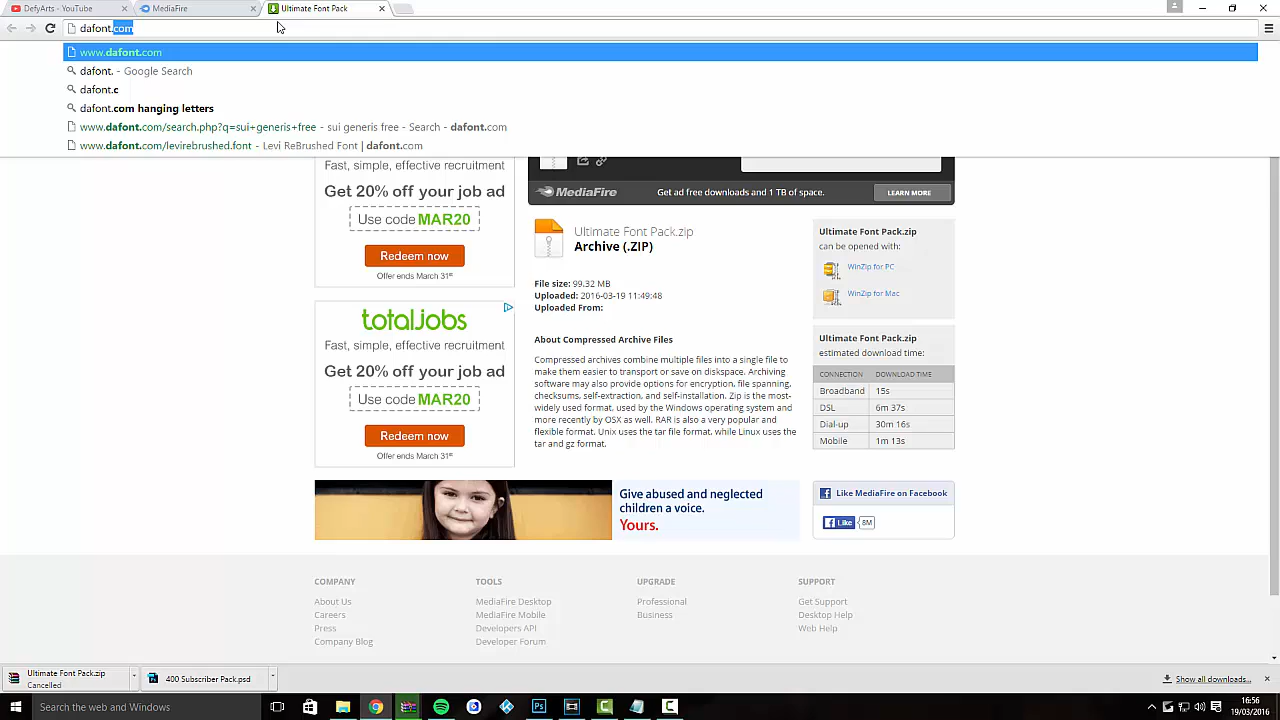 DefyArts - YouTube
MediaFire
Ultimate Font Pack
dafont.com
www.dafont.com
dafont. - Google Search
dafont.c
dafont.com hanging letters
www.dafont.com/search.php?q=sui+generis+free - sui generis free - Search - dafont.com
www.dafont.com/levirebrushed.font - Levi ReBrushed Font | dafont.com
Fast, simple, effective recruitment
Get 20% off your job ad
Use code MAR20
Redeem now
Offer ends March 31st
totaljobs
Fast, simple, effective recruitment
Get 20% off your job ad
Use code MAR20
Redeem now
Offer ends March 31st
MediaFire
Get ad free downloads and 1 TB of space.
LEARN MORE
Ultimate Font Pack.zip
Archive (.ZIP)
File size: 99.32 MB
Uploaded: 2016-03-19 11:49:48
Uploaded From:
About Compressed Archive Files
Compressed archives combine multiple files into a single file to
make them easier to transport or save on diskspace. Archiving
software may also provide options for encryption, file spanning,
checksums, self-extraction, and self-installation. Zip is the most-
widely used format, used by the Windows operating system and
more recently by OSX as well. RAR is also a very popular and
flexible format. Unix uses the tar file format, while Linux uses the
tar and gz format.
Ultimate Font Pack.zip
can be opened with:
WinZip for PC
WinZip for Mac
Ultimate Font Pack.zip
estimated download time:
CONNECTION DOWNLOAD TIME
Broadband 15s
DSL 6m 37s
Dial-up 30m 16s
Mobile 1m 13s
Give abused and neglected
children a voice.
Yours.
Like MediaFire on Facebook
Like 8M
COMPANY
About Us
Careers
Press
Company Blog
TOOLS
MediaFire Desktop
MediaFire Mobile
Developers API
Developer Forum
UPGRADE
Professional
Business
SUPPORT
Get Support
Desktop Help
Web Help
Ultimate Font Pack.zip
Cancelled
400 Subscriber Pack.psd
Show all downloads...
Search the web and Windows
16:56
19/03/2016